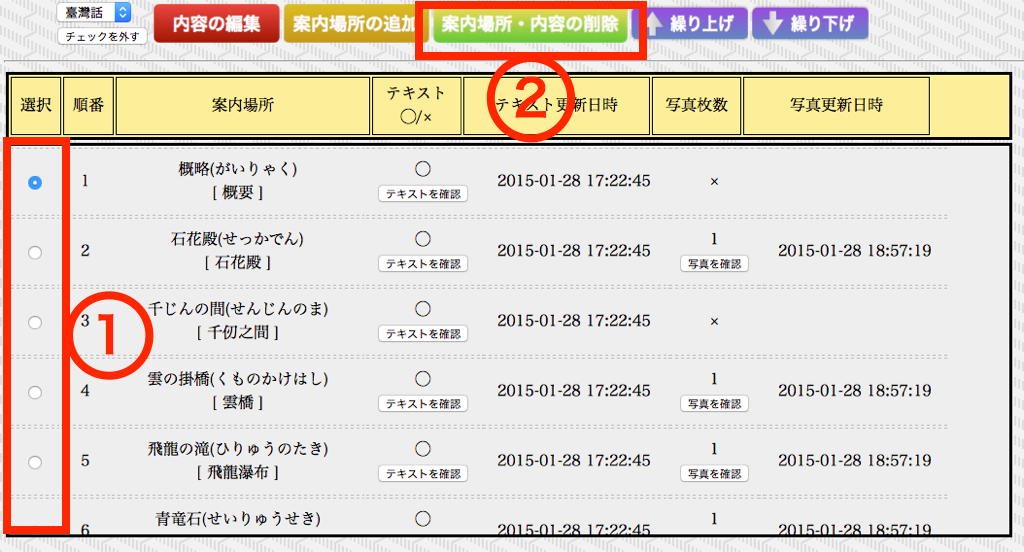 臺灣話
チェックを外す
内容の編集
案内場所の追加
案内場所・内容の削除
繰り上げ
繰り下げ
選択
順番
案内場所
テキスト
〇/×
テキスト更新日時
写真枚数
写真更新日時
②
①
1
概略(がいりゃく)
[ 概要 ]
〇
テキストを確認
2015-01-28 17:22:45
×
2
石花殿(せっかでん)
[ 石花殿 ]
〇
テキストを確認
2015-01-28 17:22:45
1
写真を確認
2015-01-28 18:57:19
3
千じんの間(せんじんのま)
[ 千仞之間 ]
〇
テキストを確認
2015-01-28 17:22:45
×
4
雲の掛橋(くものかけはし)
[ 雲橋 ]
〇
テキストを確認
2015-01-28 17:22:45
1
写真を確認
2015-01-28 18:57:19
5
飛龍の滝(ひりゅうのたき)
[ 飛龍瀑布 ]
〇
テキストを確認
2015-01-28 17:22:45
1
写真を確認
2015-01-28 18:57:19
6
青竜石(せいりゅうせき)
〇
2015-01-28 17:22:45
1
2015-01-28 18:57:19